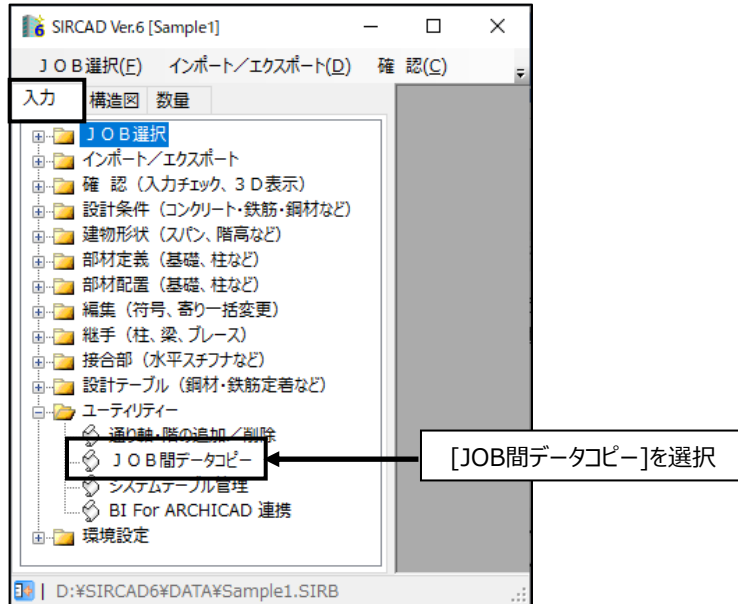 SIRCAD Ver.6 [Sample1]
ＪＯＢ選択(F) インポート／エクスポート(D) 確 認(C)
入力 構造図 数量
ＪＯＢ選択
インポート／エクスポート
確 認（入力チェック、３Ｄ表示）
設計条件（コンクリート・鉄筋・鋼材など）
建物形状（スパン、階高など）
部材定義（基礎、柱など）
部材配置（基礎、柱など）
編集（符号、寄り一括変更）
継手（柱、梁、ブレース）
接合部（水平スチフナなど）
設計テーブル（鋼材・鉄筋定着など）
ユーティリティー
通り軸・階の追加／削除
ＪＯＢ間データコピー
[JOB間データコピー]を選択
システムテーブル管理
BI For ARCHICAD 連携
環境設定
D:¥SIRCAD6¥DATA¥Sample1.SIRB